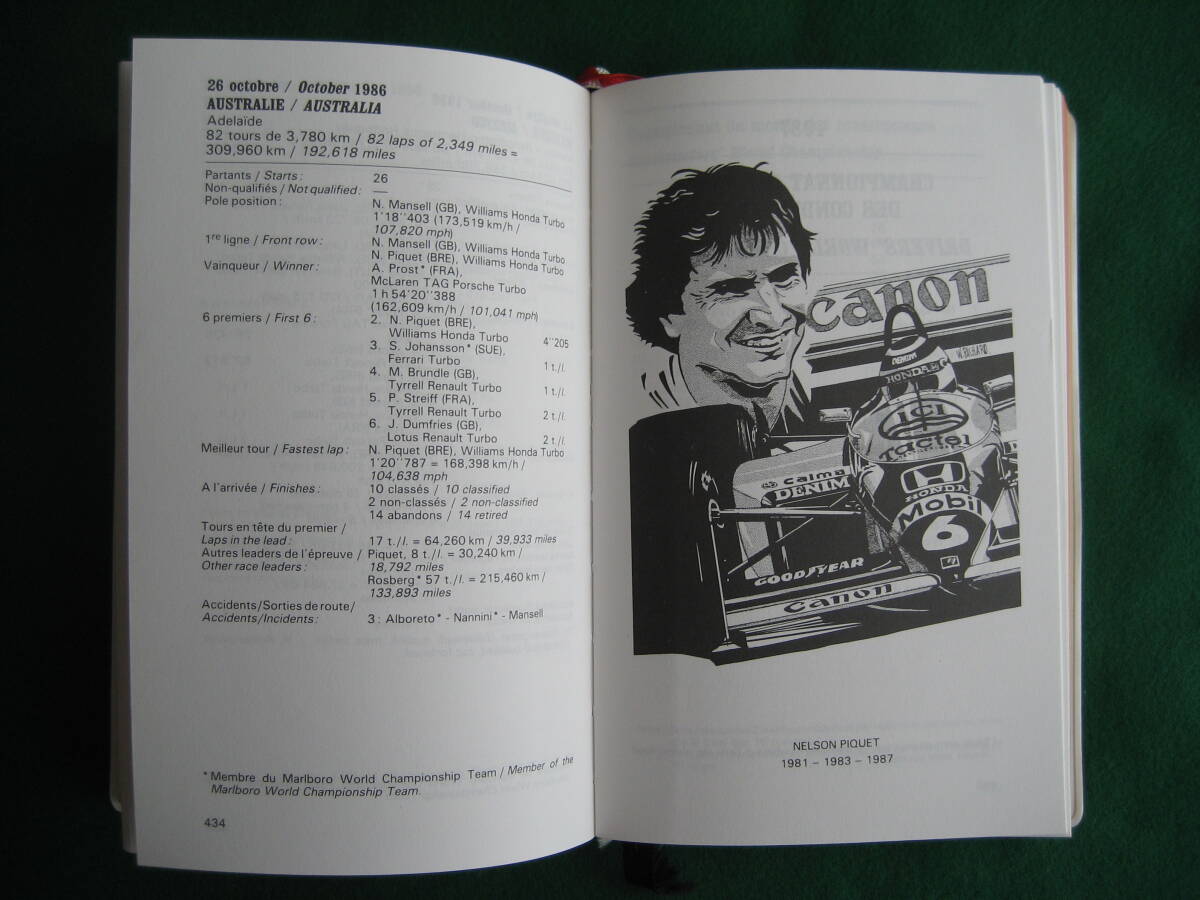 26 octobre / October 1986
AUSTRALIE / AUSTRALIA
Adelaïde
82 tours de 3,780 km / 82 laps of 2,349 miles =
309,960 km / 192,618 miles
Partants / Starts : 26
Non-qualifiés / Not qualified : —
Pole position : N. Mansell (GB), Williams Honda Turbo
1'18''403 (173,519 km/h /
107,820 mph)
1re ligne / Front row : N. Mansell (GB), Williams Honda Turbo
N. Piquet (BRE), Williams Honda Turbo
Vainqueur / Winner : A. Prost* (FRA),
McLaren TAG Porsche Turbo
1 h 54'20''388
(162,609 km/h / 101,041 mph)
6 premiers / First 6 : 2. N. Piquet (BRE),
Williams Honda Turbo 4''205
3. S. Johansson* (SUE),
Ferrari Turbo 1 t./l.
4. M. Brundle (GB),
Tyrrell Renault Turbo 1 t./l.
5. P. Streiff (FRA),
Tyrrell Renault Turbo 2 t./l.
6. J. Dumfries (GB),
Lotus Renault Turbo 2 t./l.
Meilleur tour / Fastest lap : N. Piquet (BRE), Williams Honda Turbo
1'20''787 = 168,398 km/h /
104,638 mph
A l'arrivée / Finishes : 10 classés / 10 classified
2 non-classés / 2 non-classified
14 abandons / 14 retired
Tours en tête du premier /
Laps in the lead : 17 t./l. = 64,260 km / 39,933 miles
Autres leaders de l'épreuve / Piquet, 8 t./l. = 30,240 km /
Other race leaders : 18,792 miles
Rosberg* 57 t./l. = 215,460 km /
133,893 miles
Accidents/Sorties de route/
Accidents/Incidents : 3 : Alboreto* - Nannini* - Mansell
* Membre du Marlboro World Championship Team / Member of the
Marlboro World Championship Team.
434
Canon
DENIM
W. BULGARD
HONDA
ICI
Tactel
calma
DENIM
HONDA
Mobil
6
GOODYEAR
Canon
NELSON PIQUET
1981 – 1983 – 1987